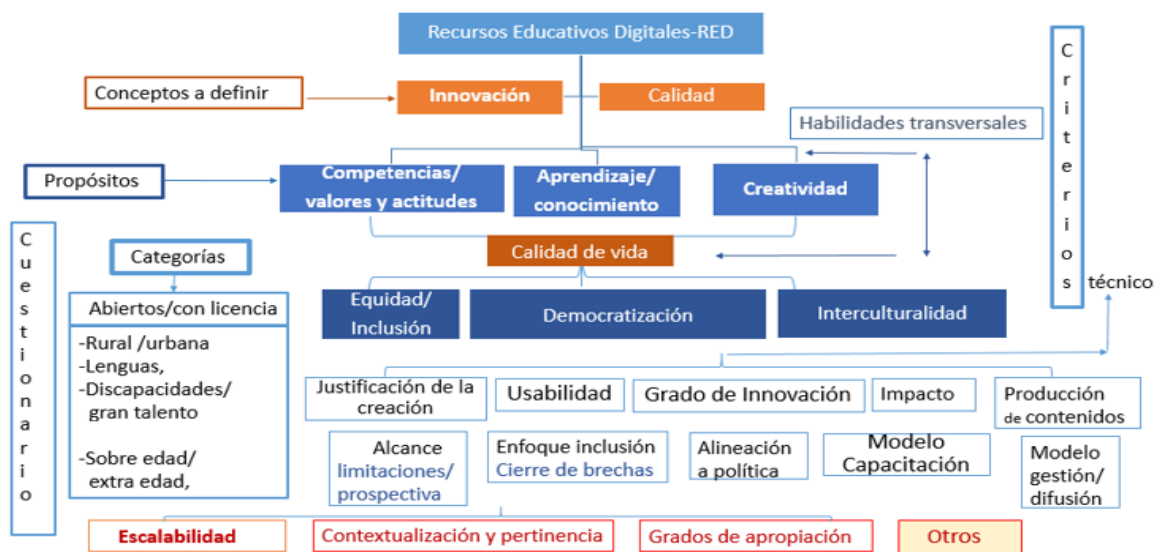 Recursos Educativos Digitales-RED
Conceptos a definir
Innovación
Calidad
Habilidades transversales
Criterios
técnico
Propósitos
Competencias/
valores y actitudes
Aprendizaje/
conocimiento
Creatividad
Calidad de vida
Equidad/
Inclusión
Democratización
Interculturalidad
Cuestionario
Categorías
Abiertos/con licencia
-Rural /urbana
-Lenguas,
-Discapacidades/
gran talento
-Sobre edad/
extra edad,
Justificación de la
creación
Usabilidad
Grado de Innovación
Impacto
Producción
de contenidos
Alcance
limitaciones/
prospectiva
Enfoque inclusión
Cierre de brechas
Alineación
a política
Modelo
Capacitación
Modelo
gestión/
difusión
Escalabilidad
Contextualización y pertinencia
Grados de apropiación
Otros